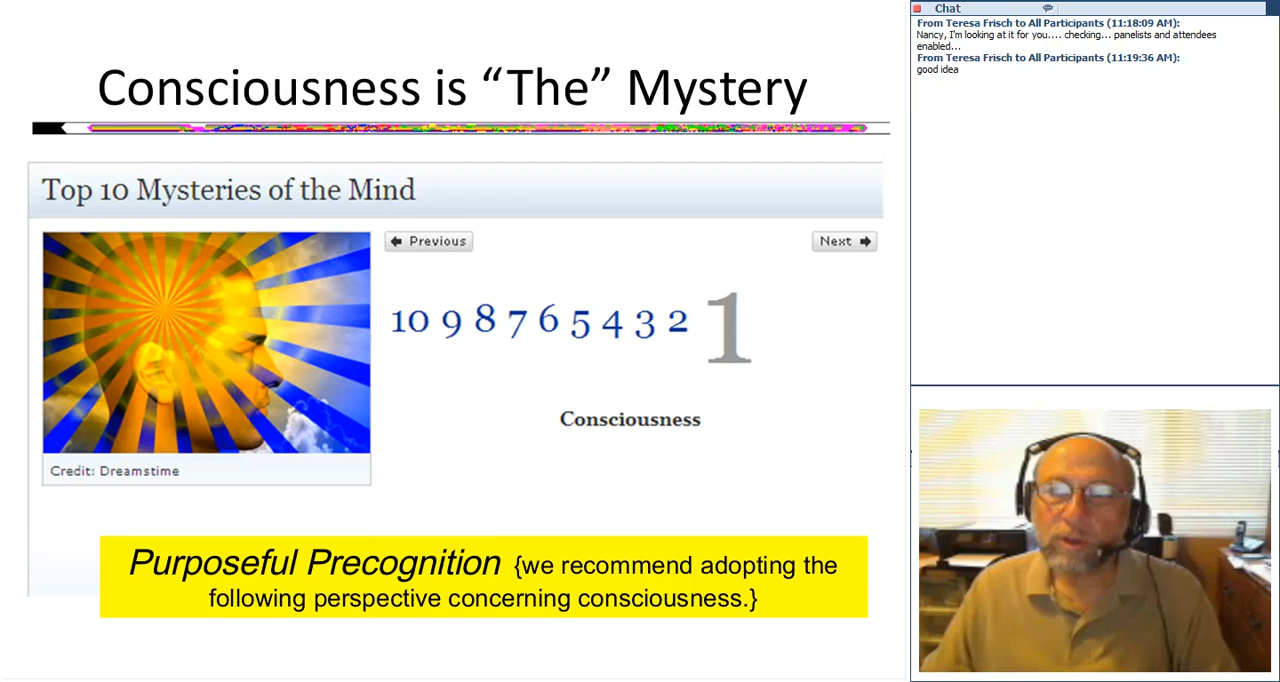 Consciousness is “The” Mystery
Top 10 Mysteries of the Mind
Previous
Next
10 9 8 7 6 5 4 3 2 1
Consciousness
Credit: Dreamstime
Purposeful Precognition {we recommend adopting the
following perspective concerning consciousness.}
Chat
From Teresa Frisch to All Participants (11:18:09 AM):
Nancy, I'm looking at it for you.... checking... panelists and attendees
enabled...
From Teresa Frisch to All Participants (11:19:36 AM):
good idea